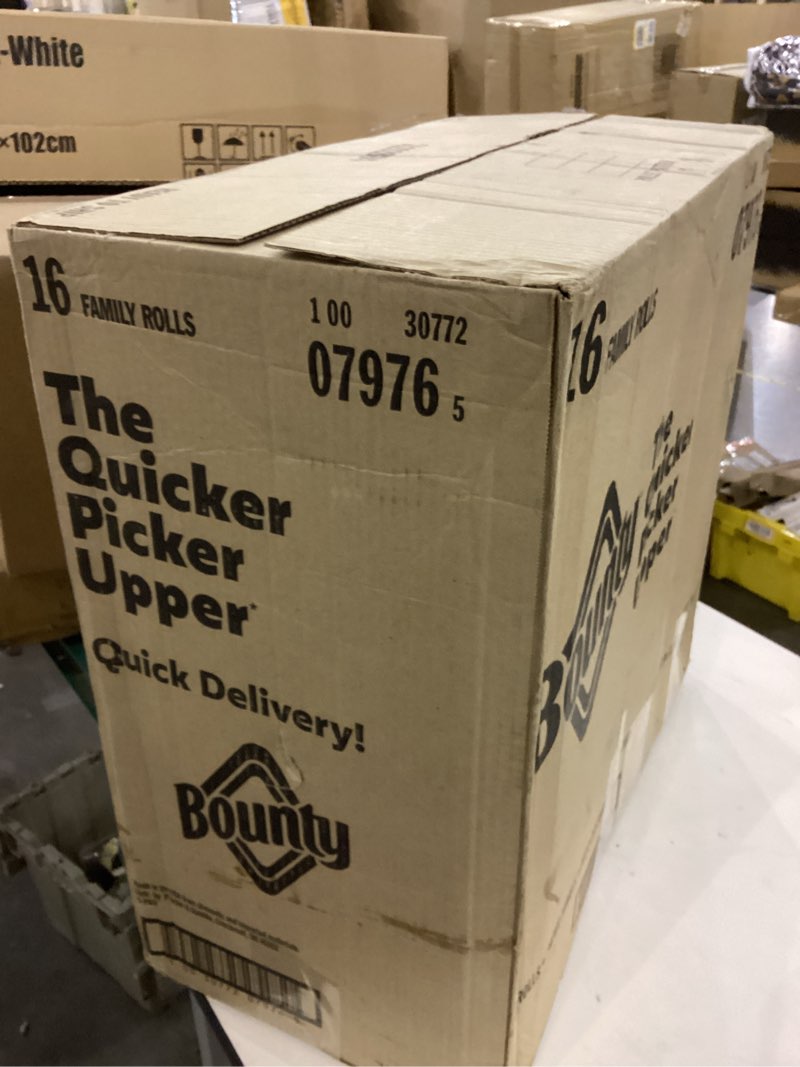 -White
×102cm
16 FAMILY ROLLS
1 00 30772
07976 5
The
Quicker
Picker
Upper*
Quick Delivery!
Bounty
16 FAMILY ROLLS
The
Quicker
Picker
Upper
Bounty
B
ROLLS